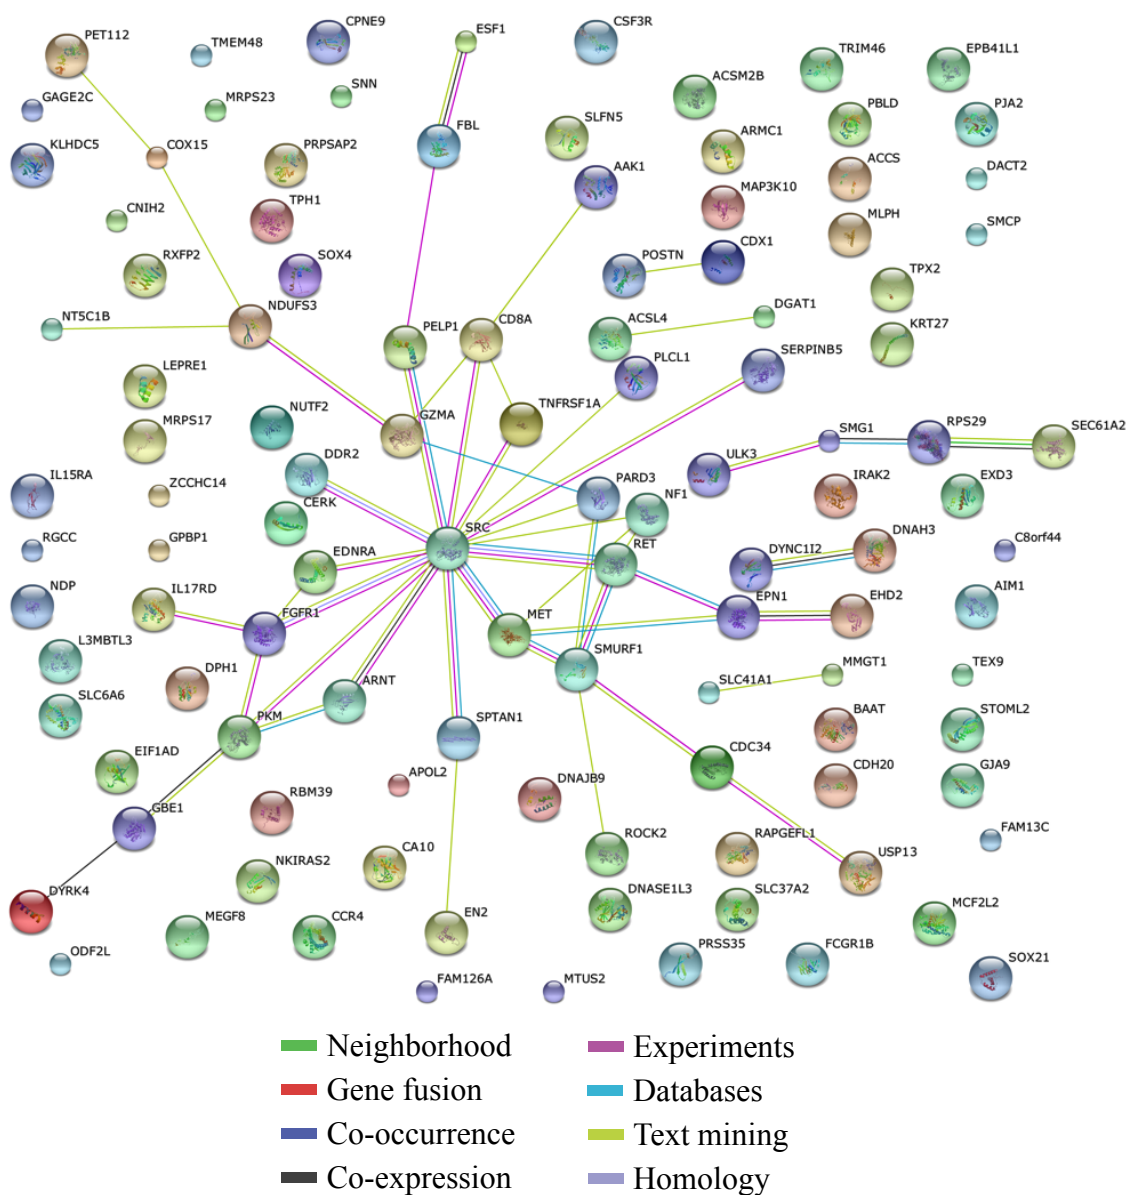 PET112
TMEM48
CPNE9
ESF1
CSF3R
TRIM46
EPB41L1
GAGE2C
MRPS23
SNN
ACSM2B
PBLD
PJA2
KLHDC5
COX15
PRPSAP2
FBL
SLFN5
ARMC1
AAK1
ACCS
DACT2
CNIH2
TPH1
MAP3K10
MLPH
SMCP
RXFP2
SOX4
POSTN
CDX1
TPX2
NT5C1B
NDUFS3
PELP1
CD8A
ACSL4
DGAT1
KRT27
LEPRE1
PLCL1
SERPINB5
MRPS17
NUTF2
GZMA
TNFRSF1A
SMG1
RPS29
SEC61A2
IL15RA
ZCCHC14
DDR2
PARD3
NF1
ULK3
IRAK2
EXD3
RGCC
GPBP1
CERK
SRC
RET
DYNC1I2
DNAH3
C8orf44
NDP
IL17RD
EDNRA
FGFR1
MET
EPN1
EHD2
AIM1
L3MBTL3
DPH1
ARNT
SMURF1
SLC41A1
MMGT1
TEX9
SLC6A6
PKM
SPTAN1
BAAT
STOML2
EIF1AD
CDC34
CDH20
GJA9
GBE1
RBM39
APOL2
DNAJB9
FAM13C
DYRK4
NKIRAS2
CA10
ROCK2
RAPGEFL1
USP13
ODF2L
MEGF8
CCR4
EN2
DNASE1L3
SLC37A2
MCF2L2
PRSS35
FCGR1B
SOX21
FAM126A
MTUS2
Neighborhood
Experiments
Gene fusion
Databases
Co-occurrence
Text mining
Co-expression
Homology